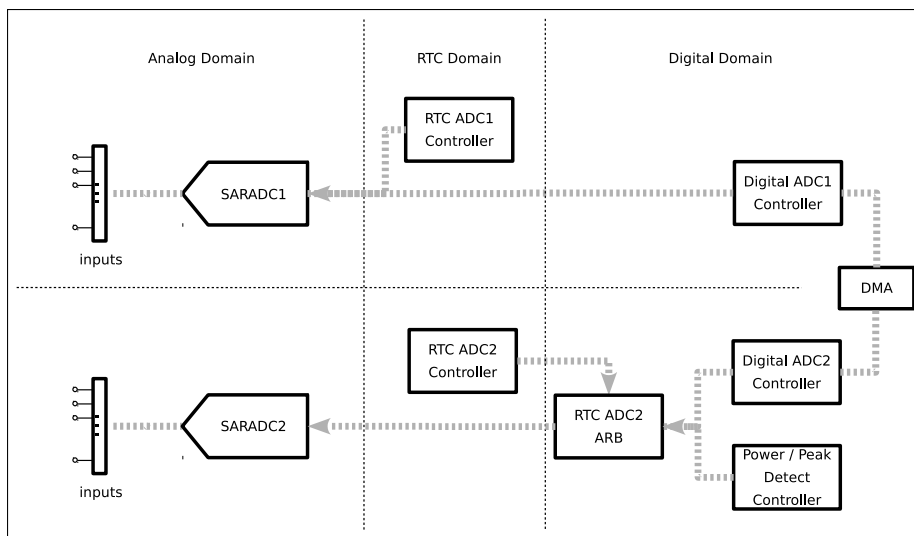 Analog Domain
RTC Domain
Digital Domain
RTC ADC1
Controller
SARADC1
Digital ADC1
Controller
inputs
DMA
RTC ADC2
Controller
Digital ADC2
Controller
SARADC2
RTC ADC2
ARB
Power / Peak
Detect
Controller
inputs